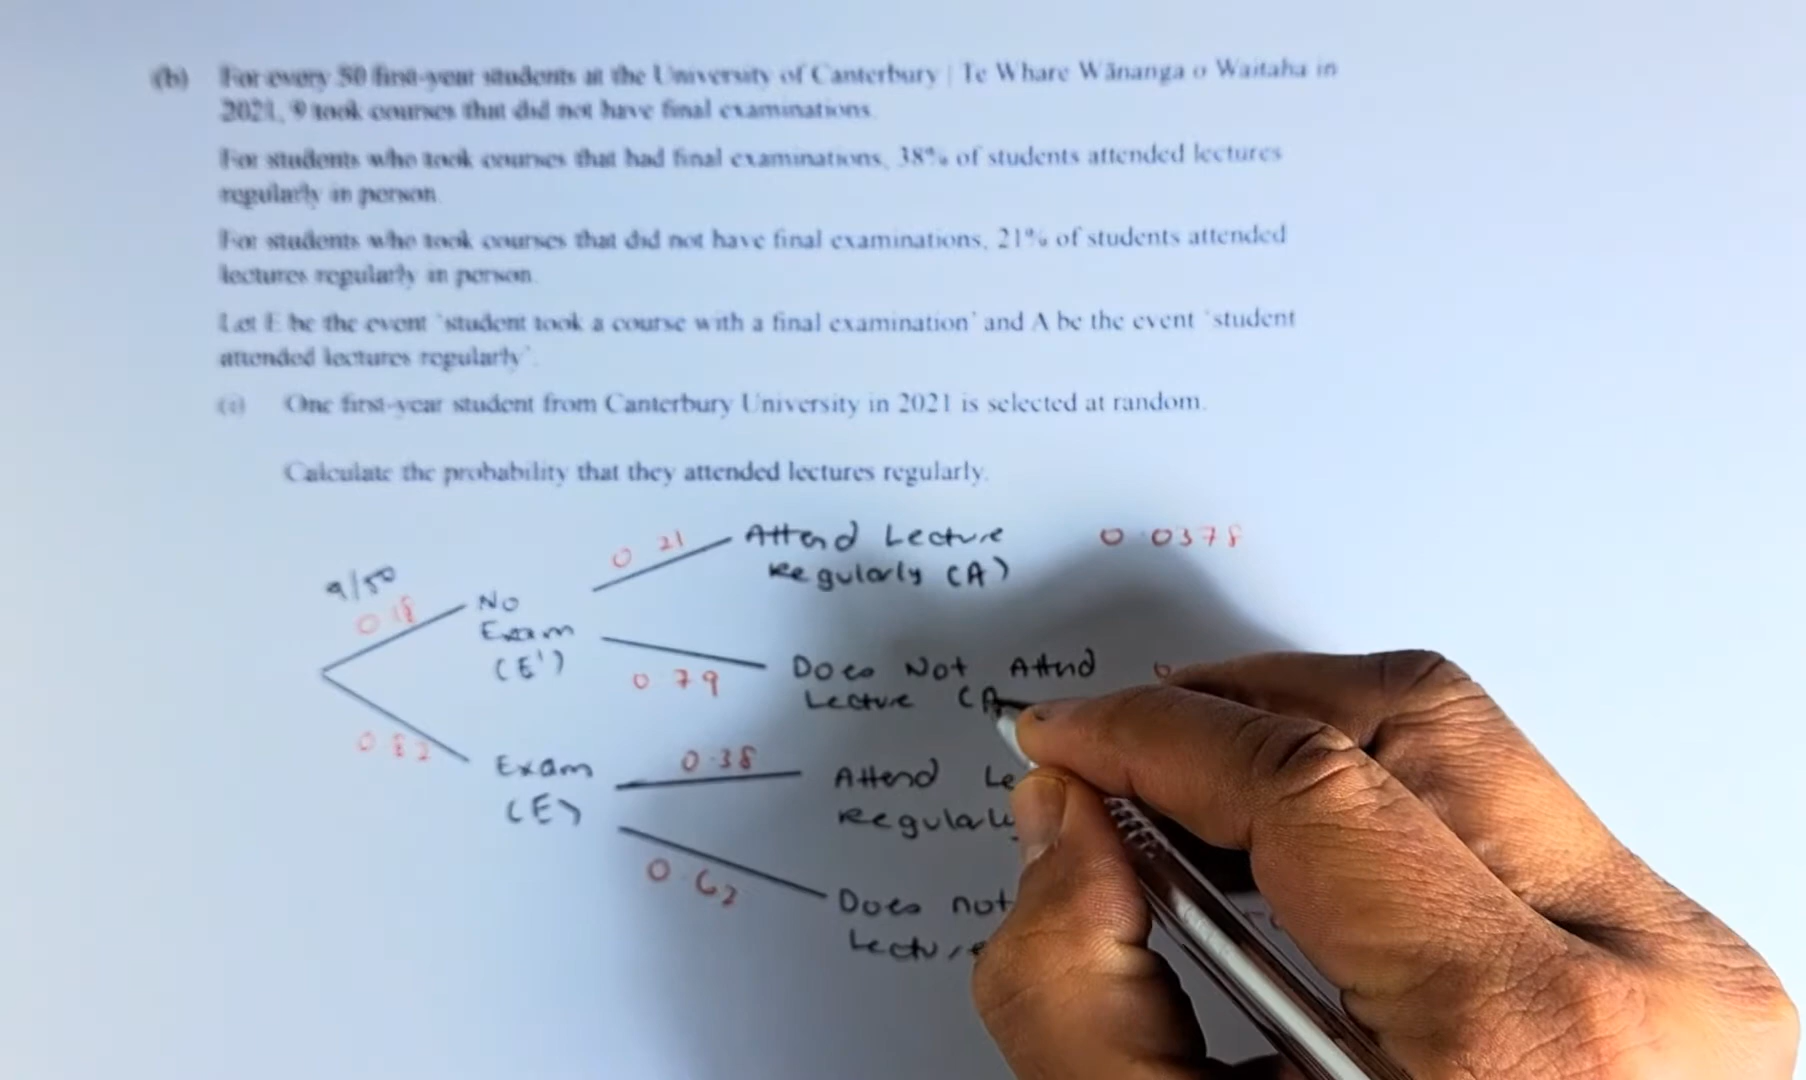 (b) For every 50 first-year students at the University of Canterbury | Te Whare Wānanga o Waitaha in
2021, 9 took courses that did not have final examinations.
For students who took courses that had final examinations, 38% of students attended lectures
regularly in person.
For students who took courses that did not have final examinations, 21% of students attended
lectures regularly in person.
Let E be the event 'student took a course with a final examination' and A be the event 'student
attended lectures regularly'.
(i) One first-year student from Canterbury University in 2021 is selected at random.
Calculate the probability that they attended lectures regularly.
9/50
0.18
No
Exam
(E')
0.21
Attend Lecture
Regularly (A)
0.0378
0.79
Does Not Attend
Lecture (A
0.82
Exam
(E)
0.38
Attend Le
Regularly
0.62
Does not
Lecture